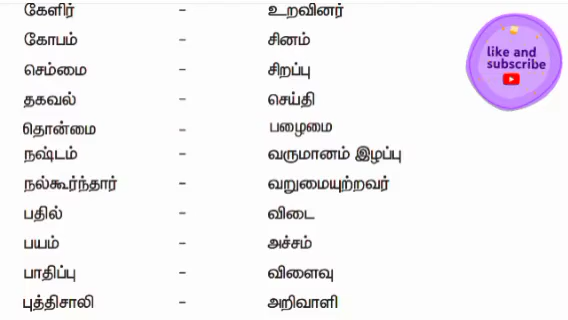 கேளிர் - உறவினர்
கோபம் - சினம்
செம்மை - சிறப்பு
தகவல் - செய்தி
தொன்மை - பழைமை
நஷ்டம் - வருமானம் இழப்பு
நல்கூர்ந்தார் - வறுமையுற்றவர்
பதில் - விடை
பயம் - அச்சம்
பாதிப்பு - விளைவு
புத்திசாலி - அறிவாளி
like and
subscribe